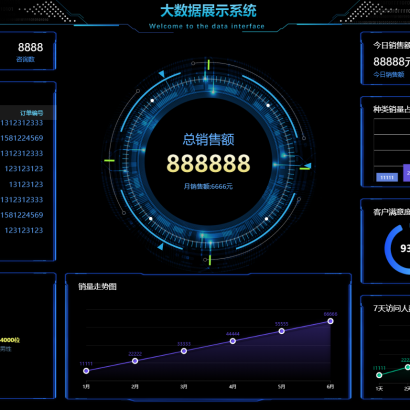 大数据展示系统
Welcome to the data interface
8888
咨询数
今日销售额
88888元
今日销售额
订单编号
1312312333
1581224569
123123123
13123123
1312312333
1581224569
123123123
总销售额
888888
月销售额:6666元
种类销量占
11111
客户满意度
93
4000位
男性
销量走势图
11111
22222
33333
44444
55555
66666
1月
2月
3月
4月
5月
6月
7天访问人
11111
1天
2天